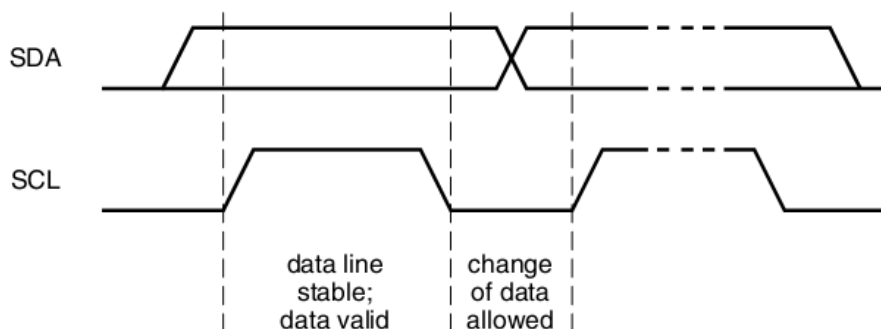 SDA
SCL
data line
stable;
data valid
change
of data
allowed